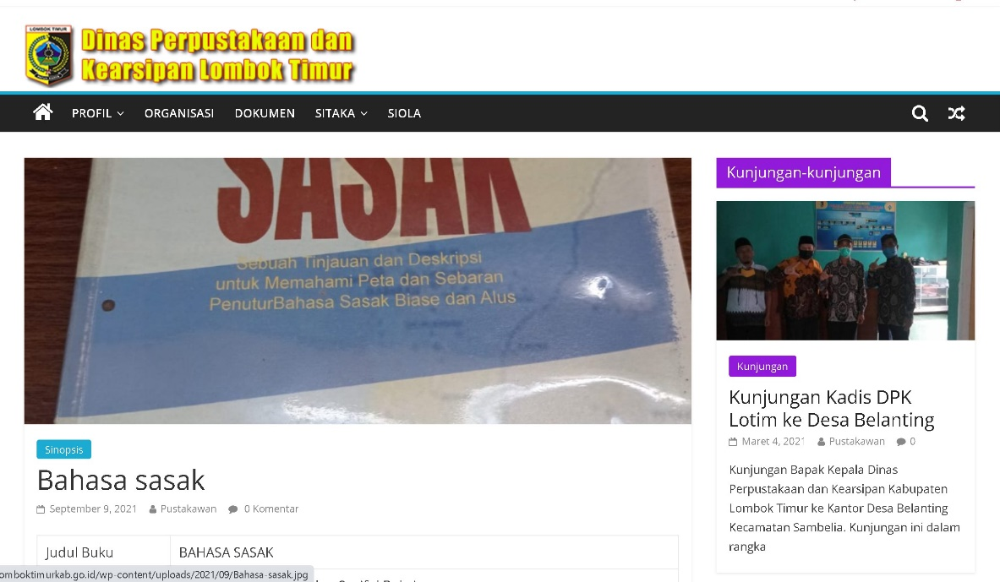 LOMBOK TIMUR
Dinas Perpustakaan dan
Kearsipan Lombok Timur
PROFIL ORGANISASI DOKUMEN SITAKA SIOLA
SASAK
Sebuah Tinjauan dan Deskripsi
untuk Memahami Peta dan Sebaran
PenuturBahasa Sasak Biase dan Alus
Sinopsis
Bahasa sasak
September 9, 2021 Pustakawan 0 Komentar
Judul Buku BAHASA SASAK
omboktimurkab.go.id/wp-content/uploads/2021/09/Bahasa-sasak.jpg
Kunjungan-kunjungan
Kunjungan
Kunjungan Kadis DPK
Lotim ke Desa Belanting
Maret 4, 2021 Pustakawan 0
Kunjungan Bapak Kepala Dinas
Perpustakaan dan Kearsipan Kabupaten
Lombok Timur ke Kantor Desa Belanting
Kecamatan Sambelia. Kunjungan ini dalam
rangka